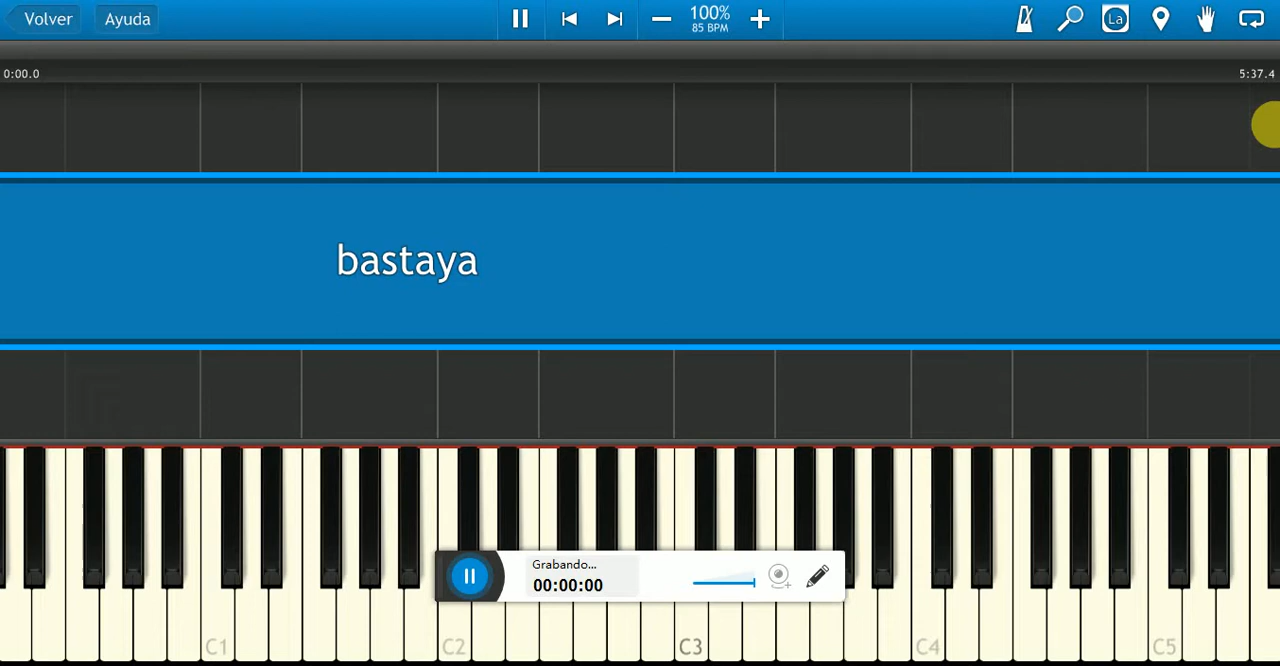 Volver Ayuda 100% La
85 BPM
0:00.0 5:37.4
bastaya
Grabando...
00:00:00
C1 C2 C3 C4 C5